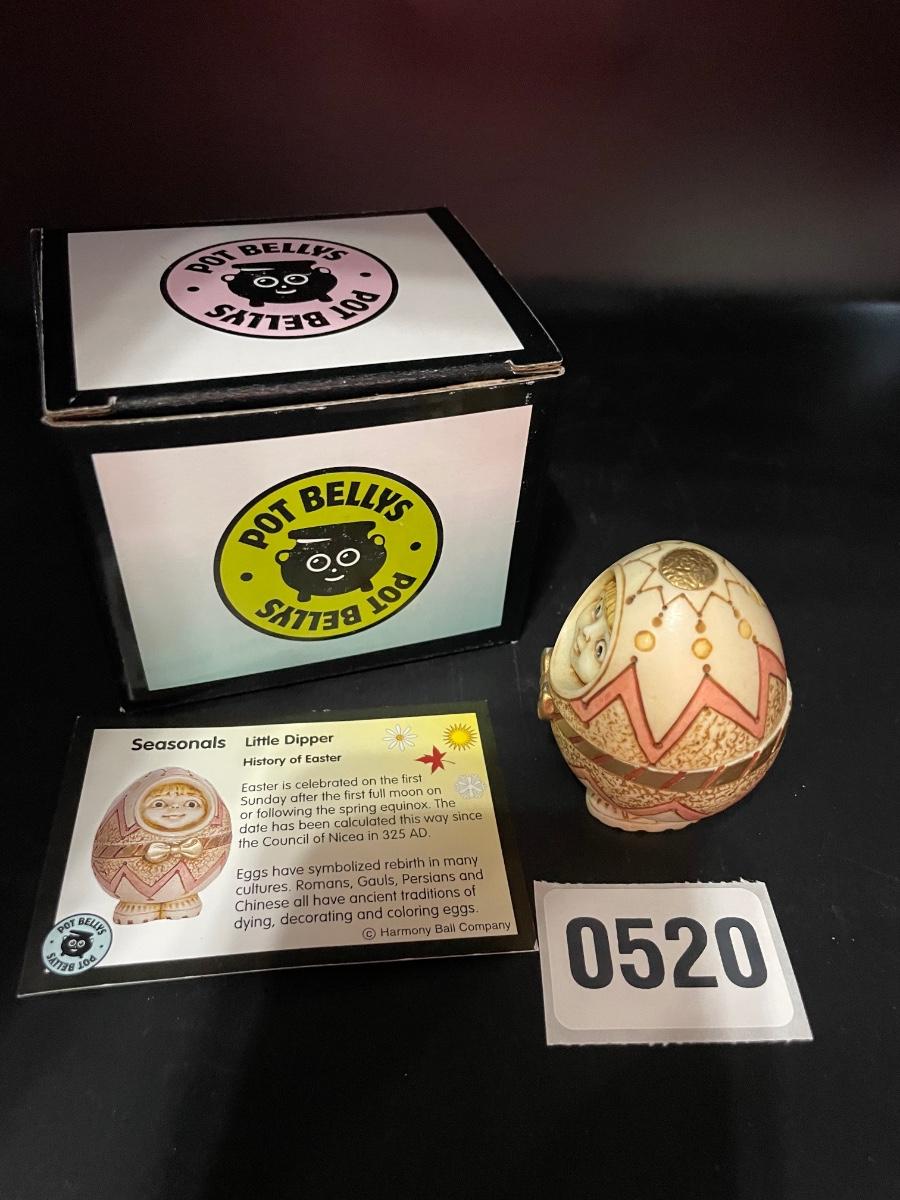 POT BELLYS
POT BELLYS
POT BELLYS
POT BELLYS
Seasonals Little Dipper
History of Easter
Easter is celebrated on the first
Sunday after the first full moon on
or following the spring equinox. The
date has been calculated this way since
the Council of Nicea in 325 AD.
Eggs have symbolized rebirth in many
cultures. Romans, Gauls, Persians and
Chinese all have ancient traditions of
dying, decorating and coloring eggs.
© Harmony Ball Company
POT BELLYS
POT BELLYS
0520